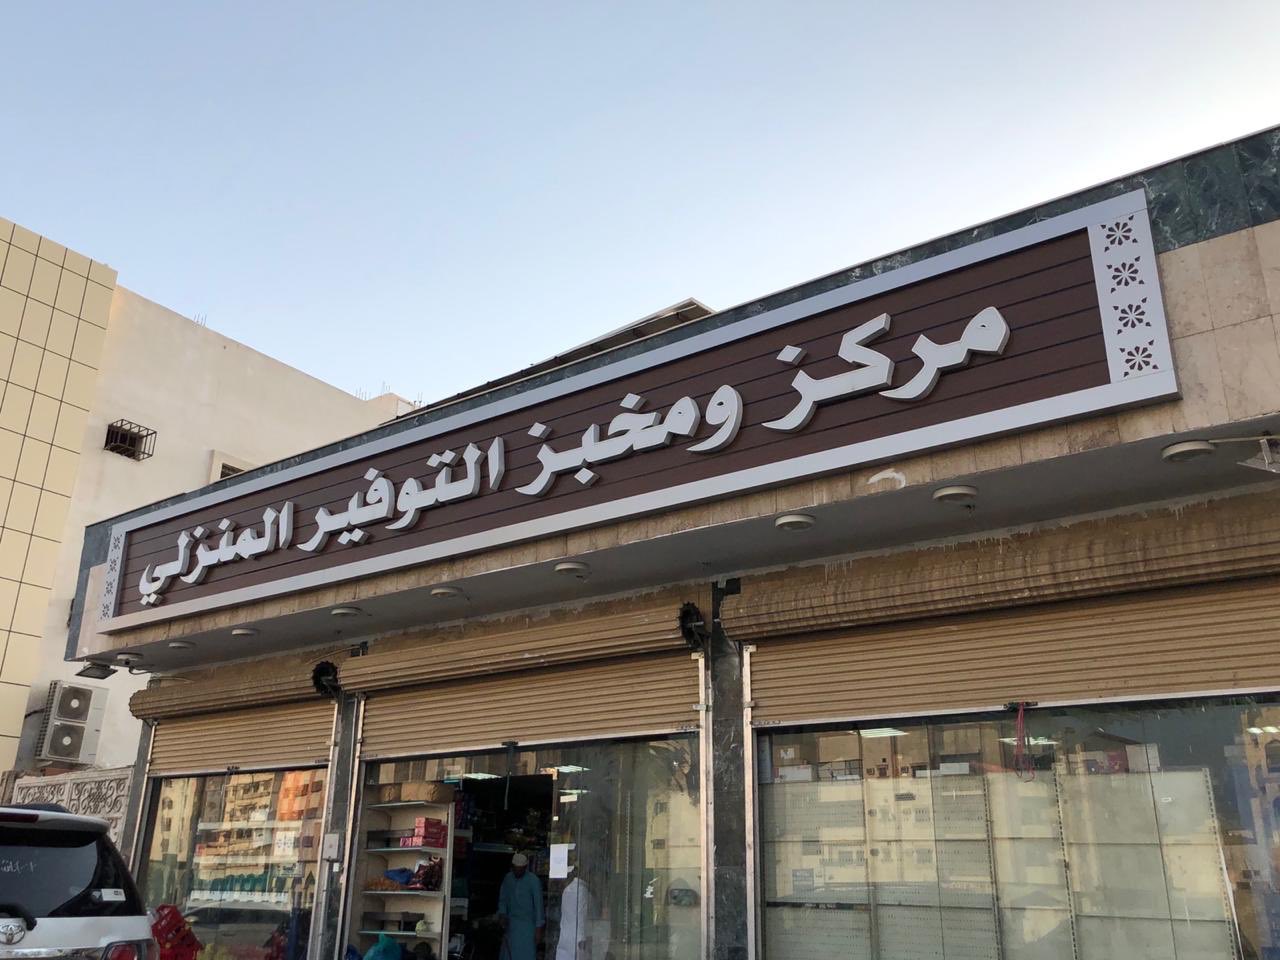 مركز ومخبز التوفير المنزلي